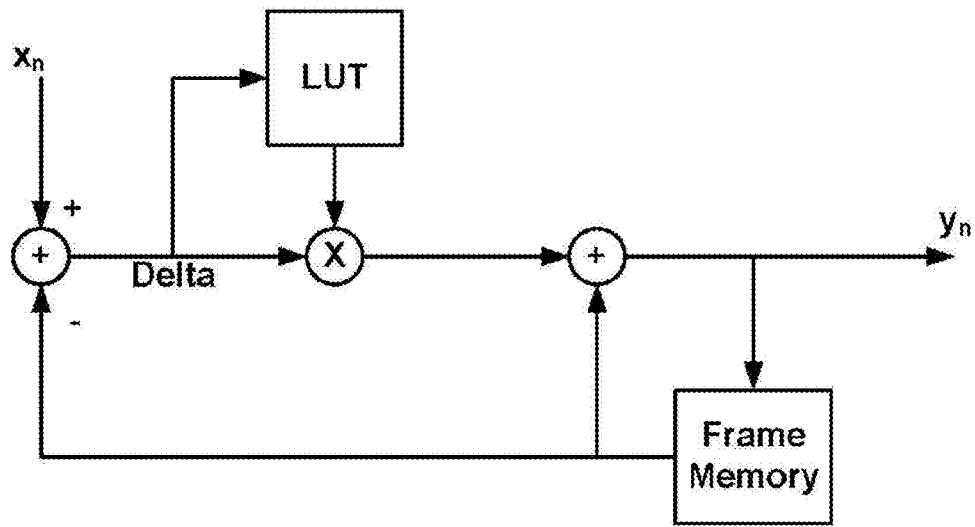 xn
LUT
+
+
Delta
X
+
yn
-
Frame
Memory